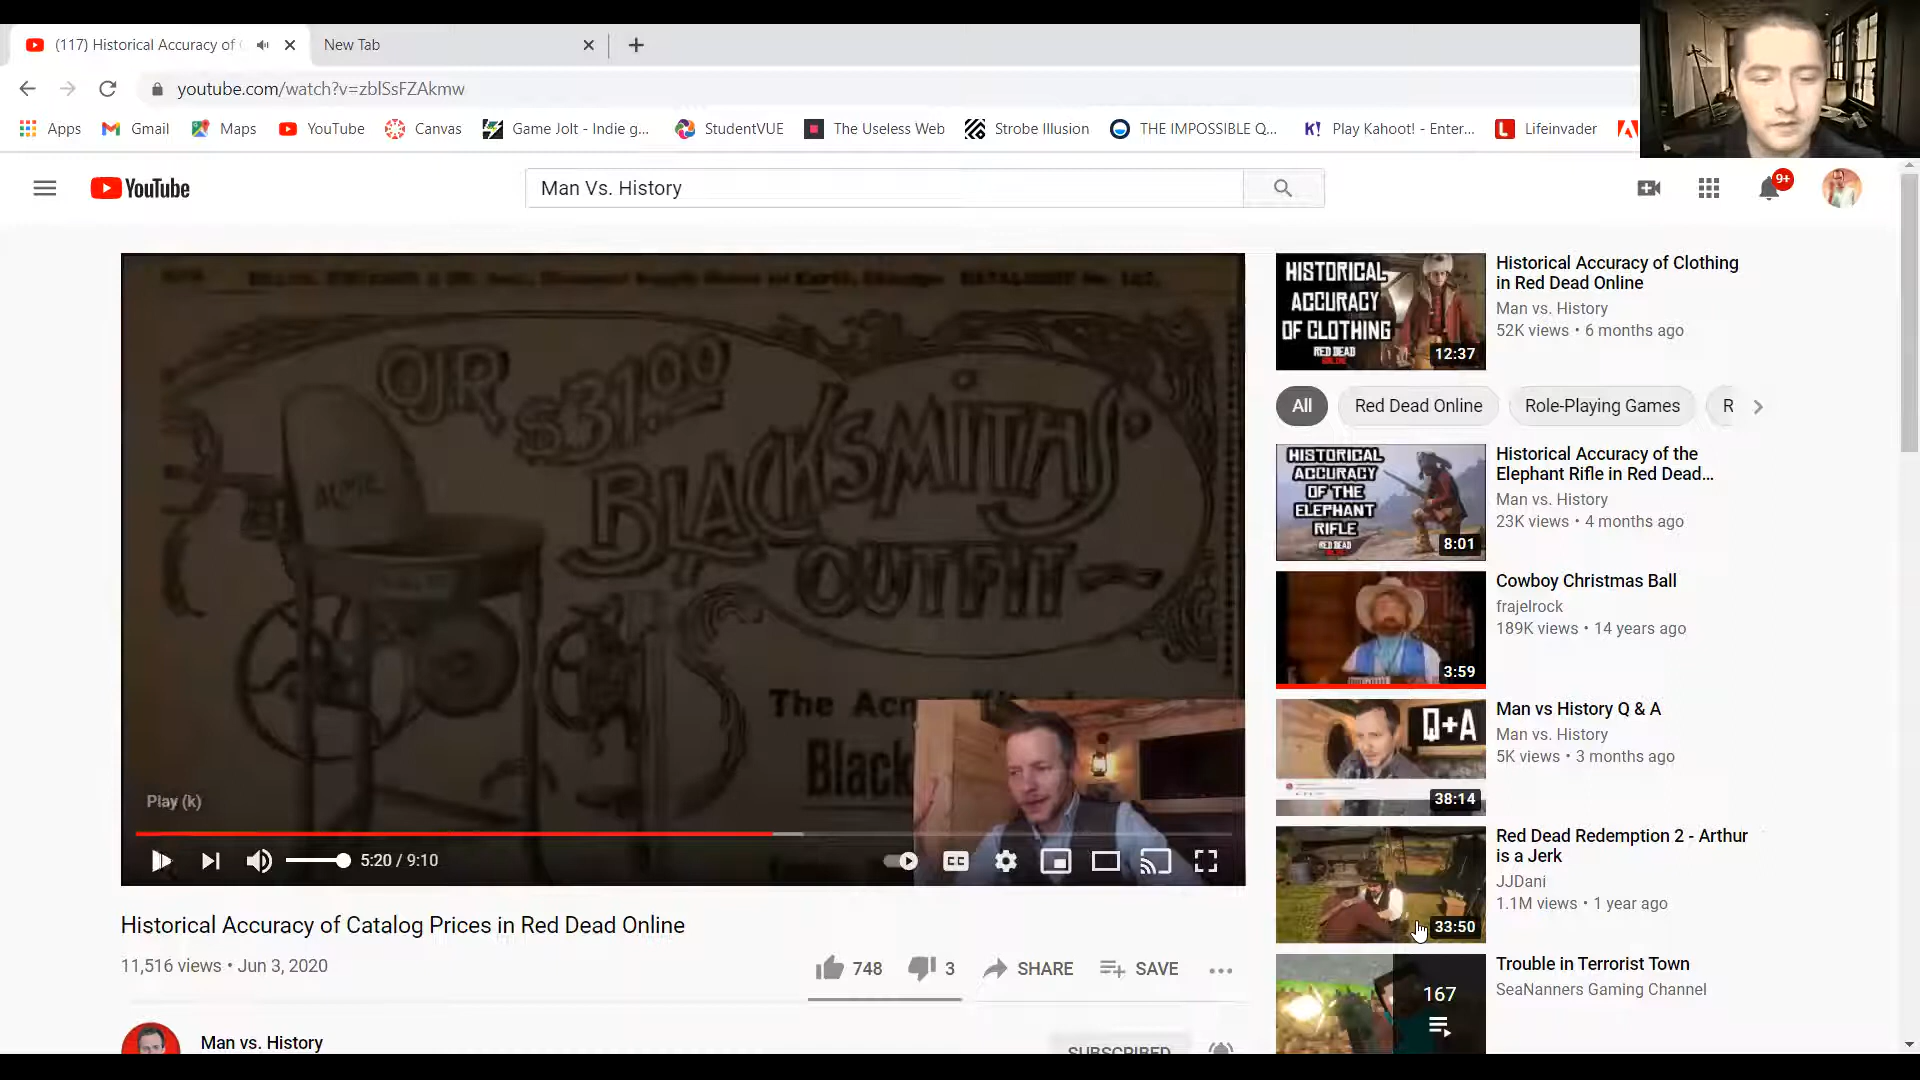 (117) Historical Accuracy of
New Tab
youtube.com/watch?v=zblSsFZAkmw
Apps
Gmail
Maps
YouTube
Canvas
Game Jolt - Indie g...
StudentVUE
The Useless Web
Strobe Illusion
THE IMPOSSIBLE Q...
K! Play Kahoot! - Enter...
Lifeinvader
YouTube
Man Vs. History
9+
OUR $31.00
BLACKSMITHS
OUTFIT
ACME
The Acme
Black
Play (k)
5:20 / 9:10
CC
Historical Accuracy of Catalog Prices in Red Dead Online
11,516 views • Jun 3, 2020
748
3
SHARE
SAVE
Man vs. History
SUBSCRIBED
HISTORICAL
ACCURACY
OF CLOTHING
RED DEAD
ONLINE
12:37
Historical Accuracy of Clothing
in Red Dead Online
Man vs. History
52K views • 6 months ago
All
Red Dead Online
Role-Playing Games
R
HISTORICAL
ACCURACY
OF THE
ELEPHANT
RIFLE
RED DEAD
8:01
Historical Accuracy of the
Elephant Rifle in Red Dead...
Man vs. History
23K views • 4 months ago
3:59
Cowboy Christmas Ball
frajelrock
189K views • 14 years ago
Q+A
38:14
Man vs History Q & A
Man vs. History
5K views • 3 months ago
33:50
Red Dead Redemption 2 - Arthur
is a Jerk
JJDani
1.1M views • 1 year ago
167
Trouble in Terrorist Town
SeaNanners Gaming Channel